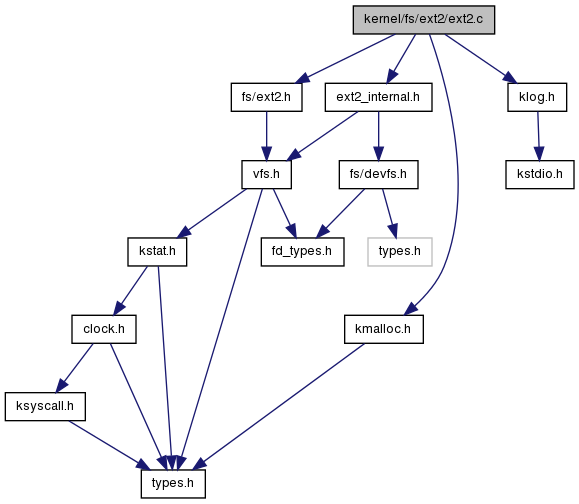 kernel/fs/ext2/ext2.c
fs/ext2.h
ext2_internal.h
klog.h
vfs.h
fs/devfs.h
kstdio.h
kstat.h
fd_types.h
types.h
clock.h
kmalloc.h
ksyscall.h
types.h